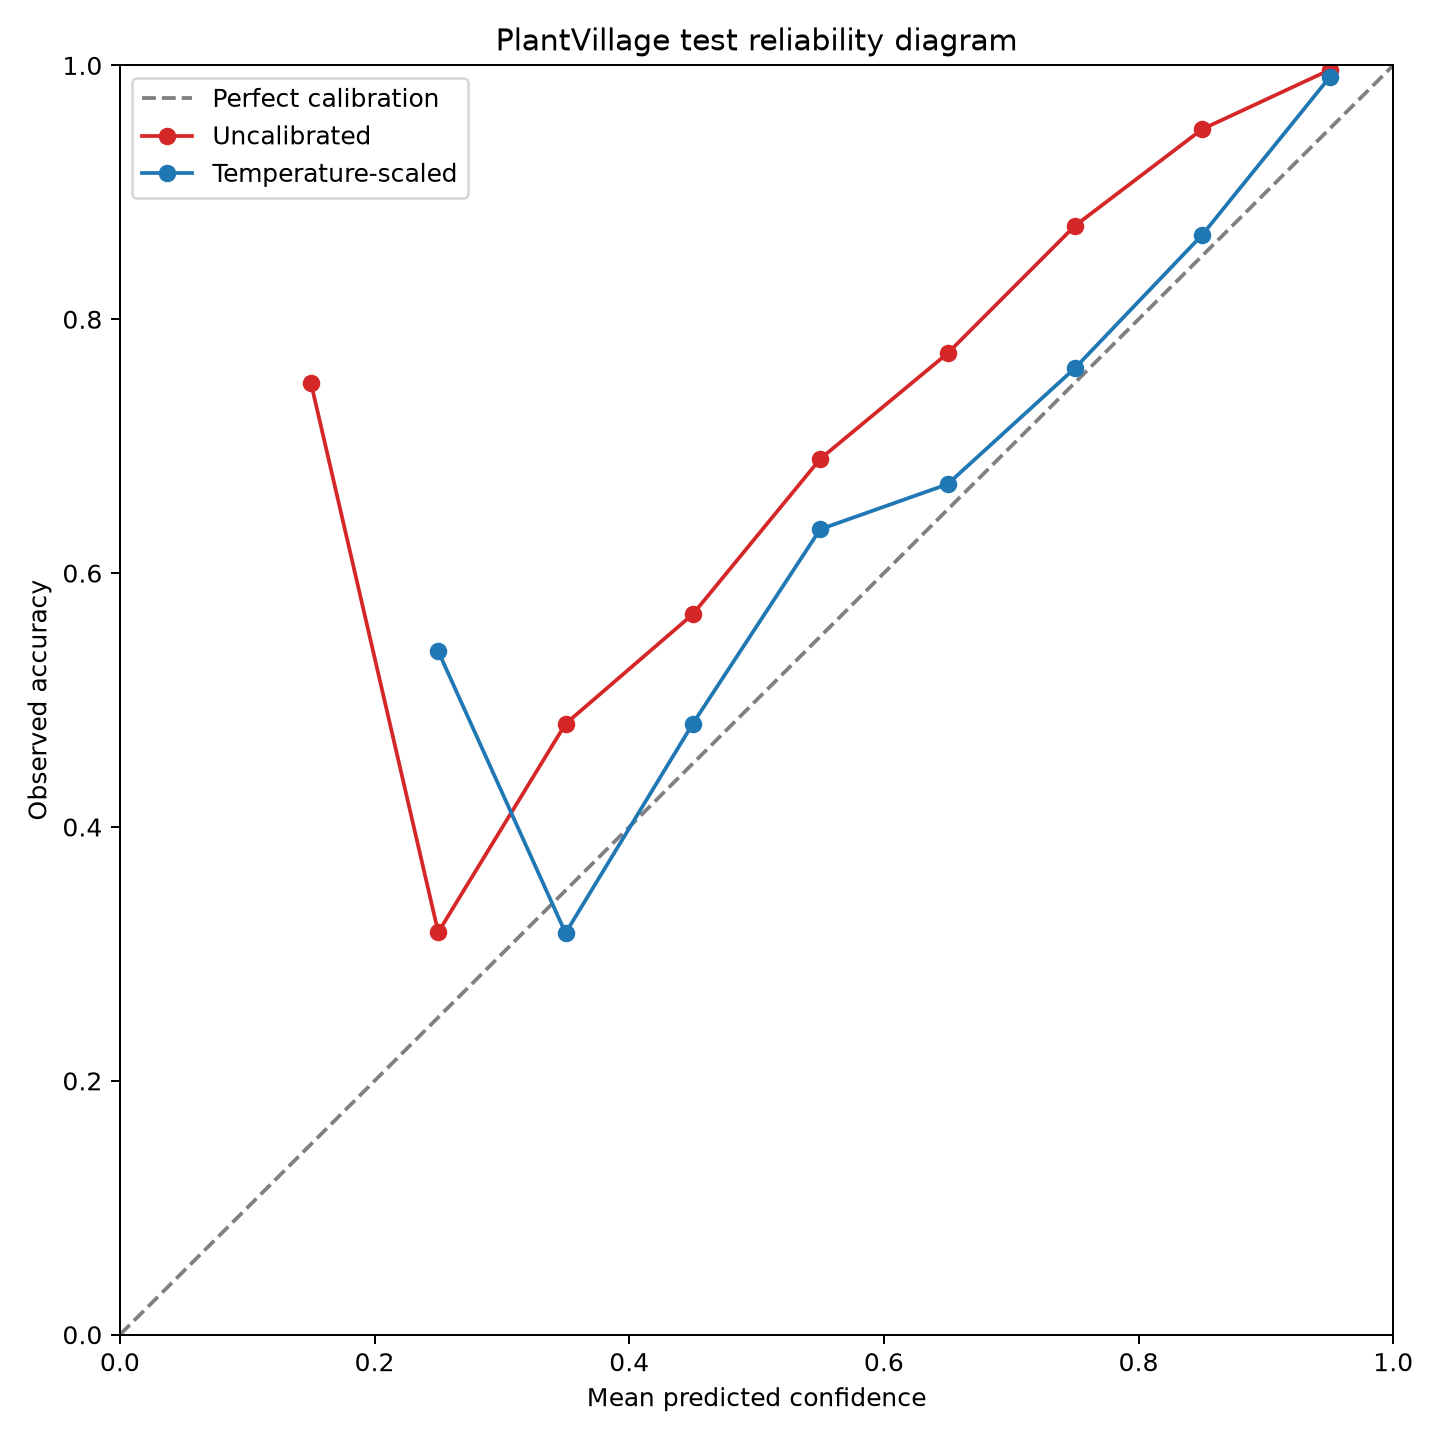 PlantVillage test reliability diagram
Perfect calibration
Uncalibrated
Temperature-scaled
1.0
0.8
0.6
0.4
0.2
0.0
Observed accuracy
0.0 0.2 0.4 0.6 0.8 1.0
Mean predicted confidence